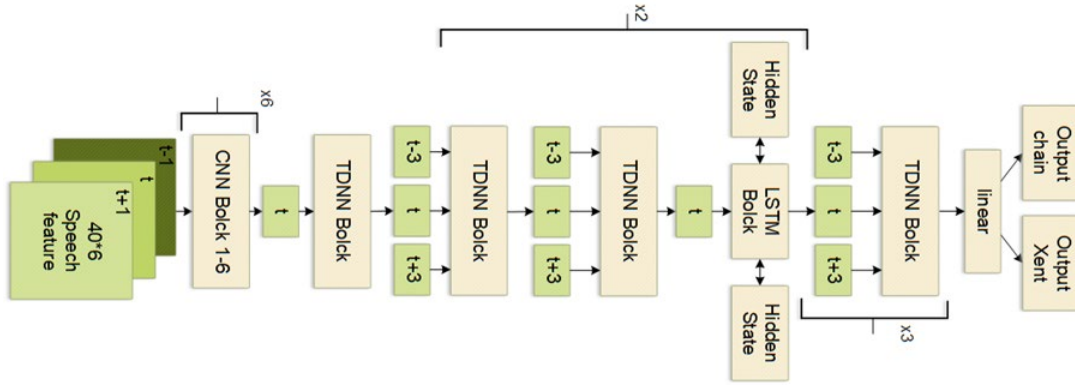 t-1
t
t+1
40*6
Speech
feature
x6
CNN Bolck 1-6
t
TDNN Bolck
x2
t-3
t
t+3
TDNN Bolck
t-3
t
t+3
TDNN Bolck
t
Hidden
State
LSTM
Bolck
Hidden
State
t-3
t
t+3
TDNN Bolck
x3
linear
Output
chain
Output
Xent